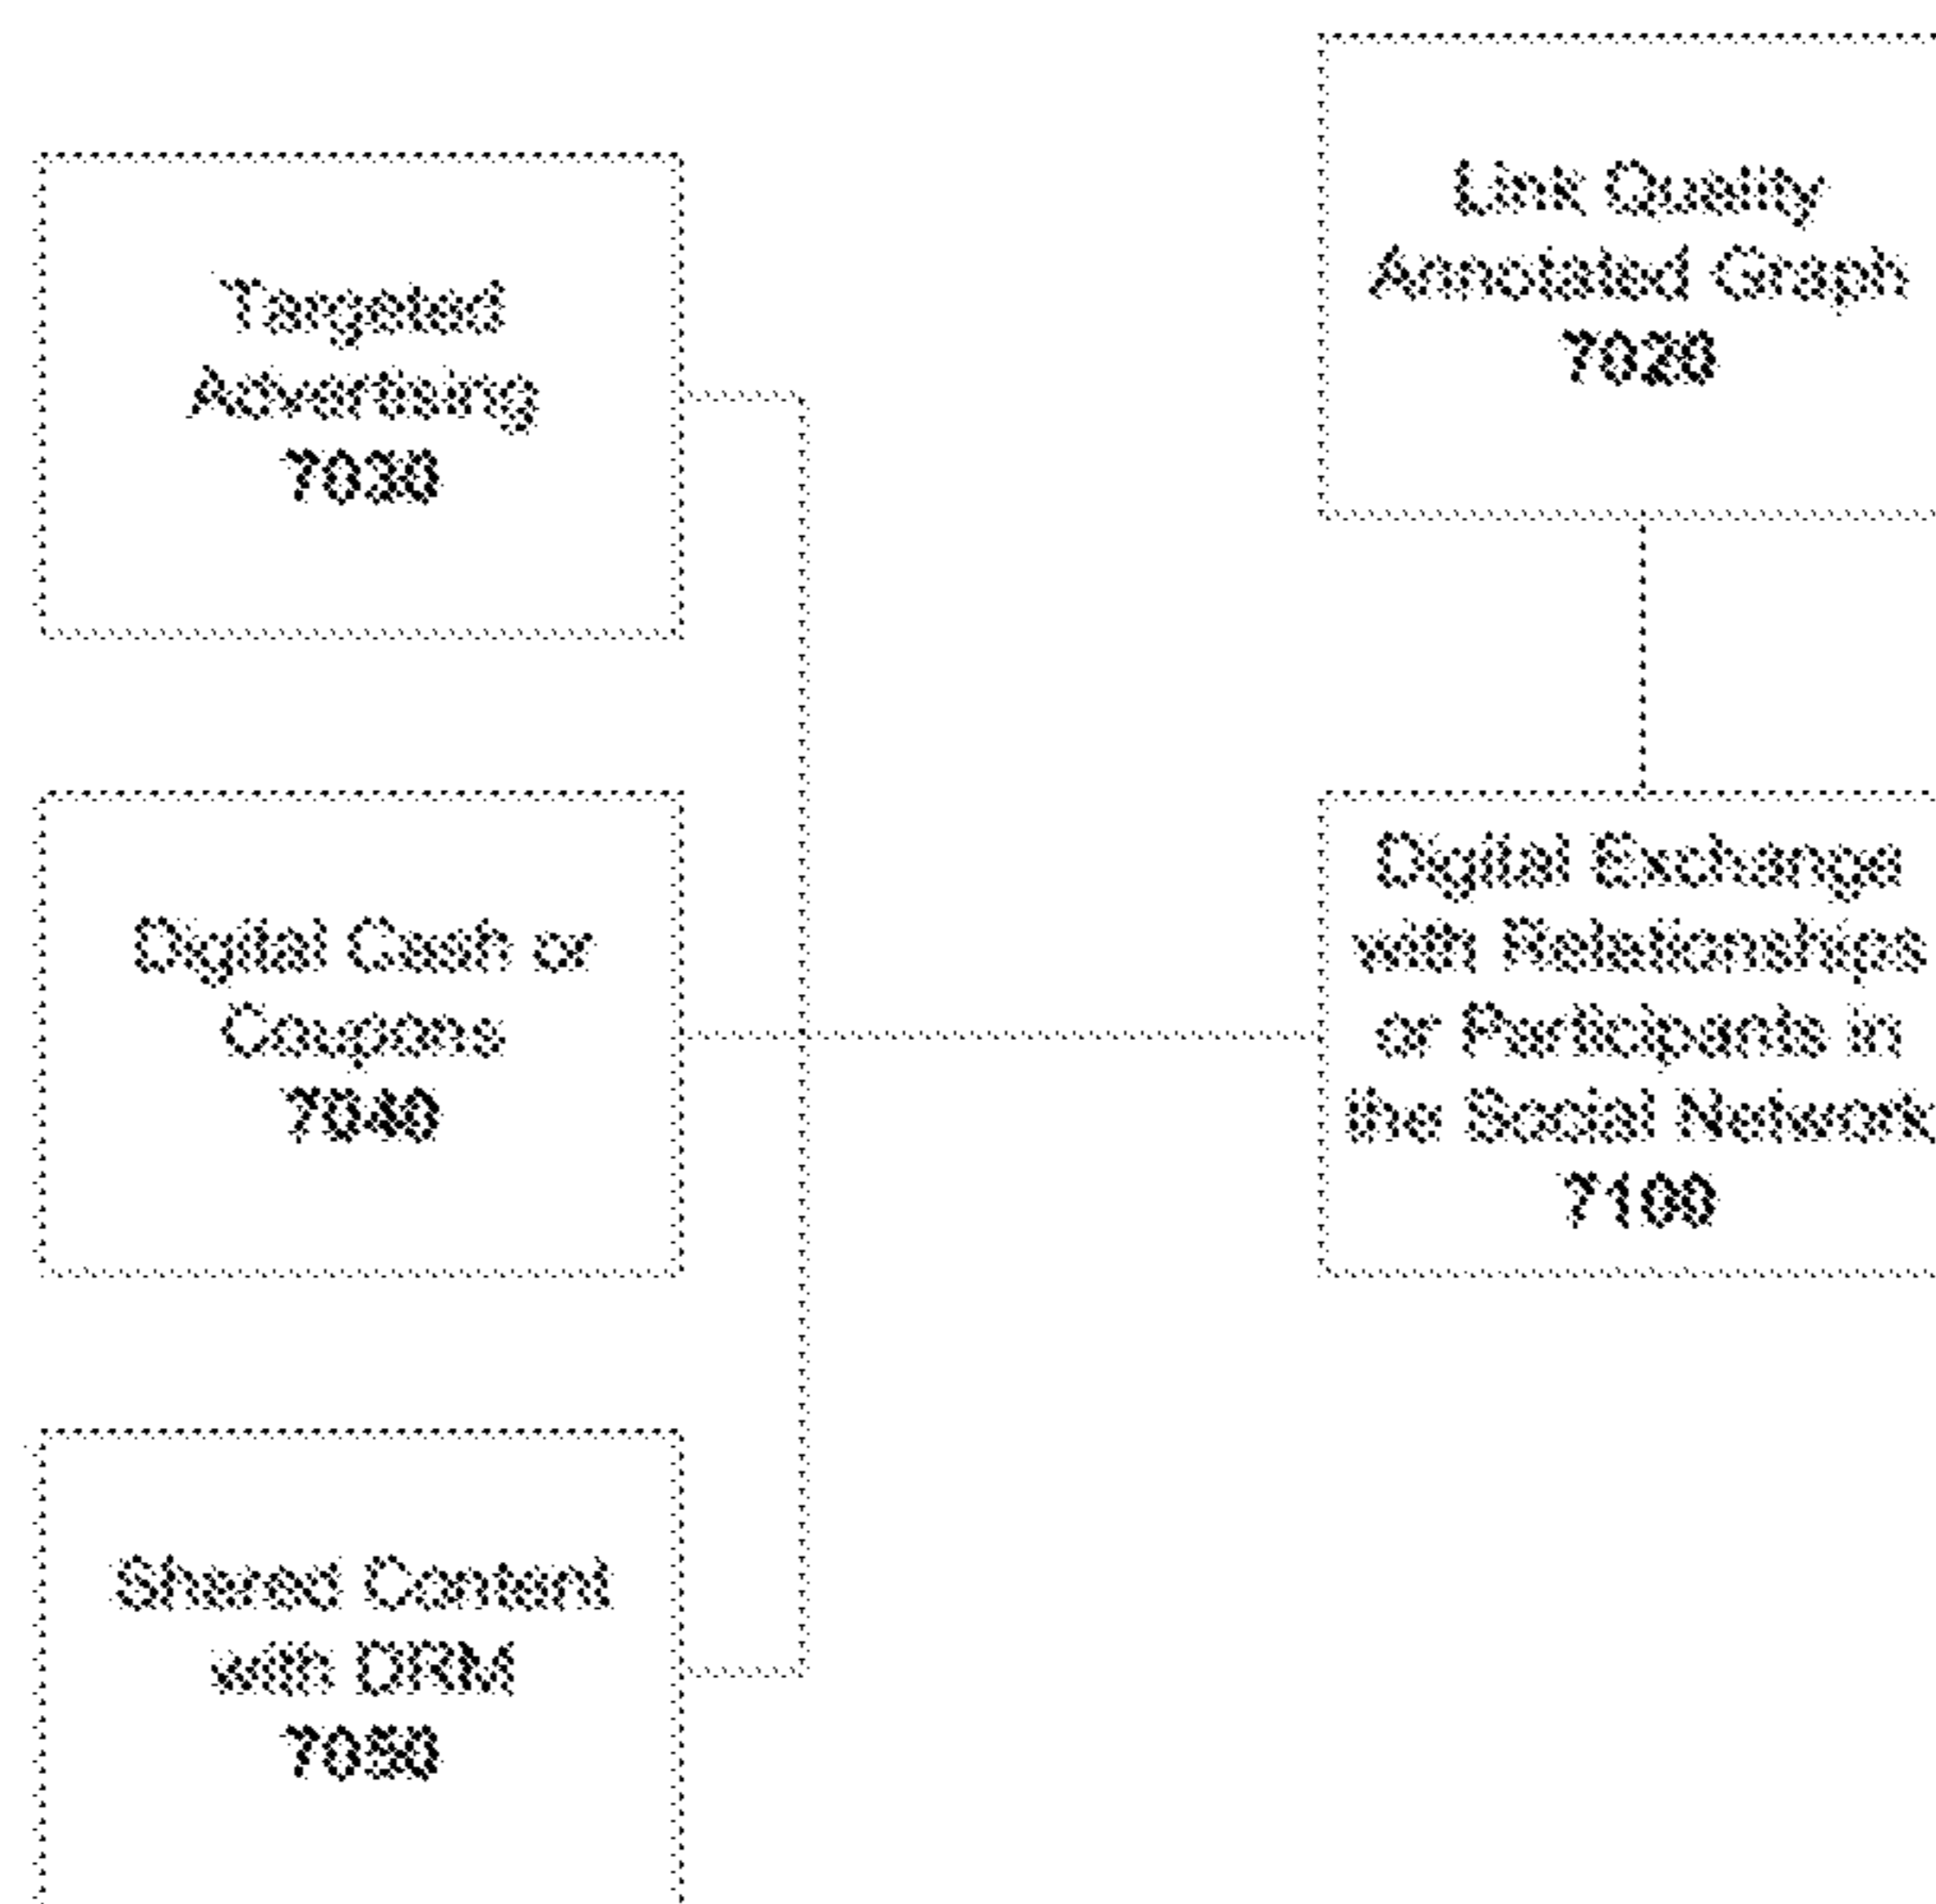 Link Quality
Annotated Graph
7020
Targeted
Advertising
7030
Digital Exchange
with Relationships
or Participants in
the Social Network
7100
Digital Cash or
Coupons
7040
Shared Content
with DRM
7050